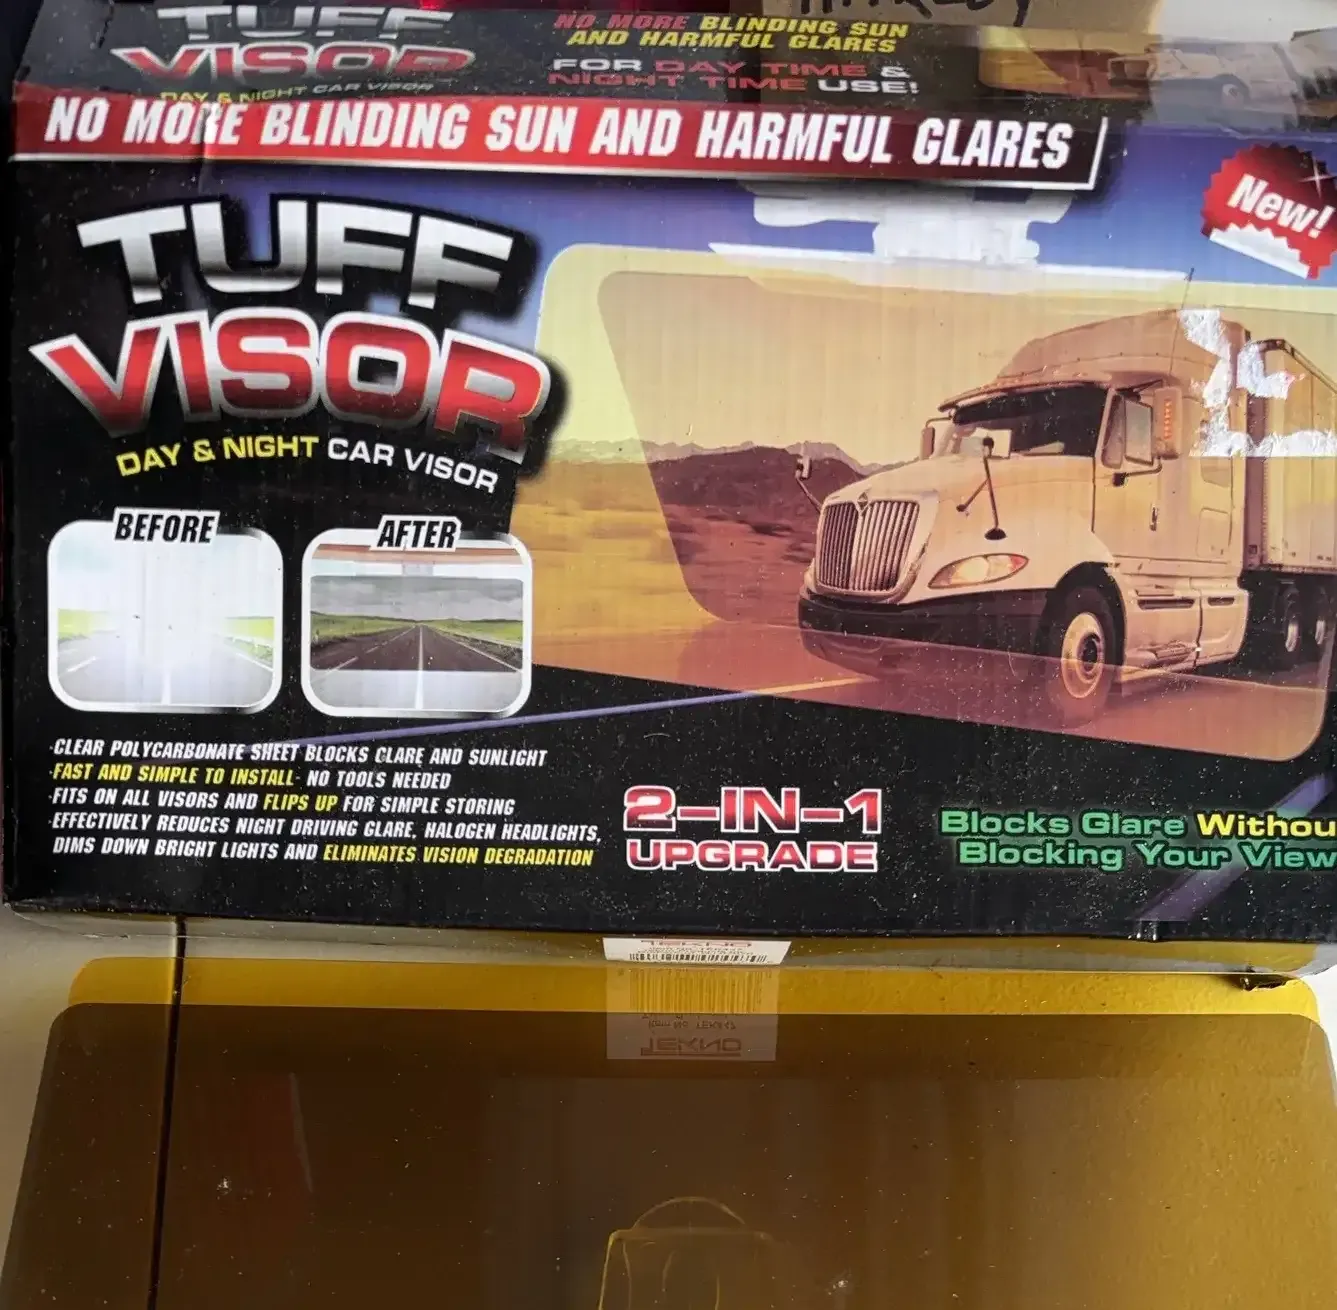 TUFF
VISOR
DAY & NIGHT CAR VISOR
NO MORE BLINDING SUN
AND HARMFUL GLARES
FOR DAY TIME &
NIGHT TIME USE!
NO MORE BLINDING SUN AND HARMFUL GLARES
New!
TUFF
VISOR
DAY & NIGHT CAR VISOR
BEFORE
AFTER
·CLEAR POLYCARBONATE SHEET BLOCKS CLARE AND SUNLIGHT
·FAST AND SIMPLE TO INSTALL- NO TOOLS NEEDED
·FITS ON ALL VISORS AND FLIPS UP FOR SIMPLE STORING
·EFFECTIVELY REDUCES NIGHT DRIVING GLARE, HALOGEN HEADLIGHTS,
DIMS DOWN BRIGHT LIGHTS AND ELIMINATES VISION DEGRADATION
2-IN-1
UPGRADE
Blocks Glare Withou
Blocking Your View
TEKNO